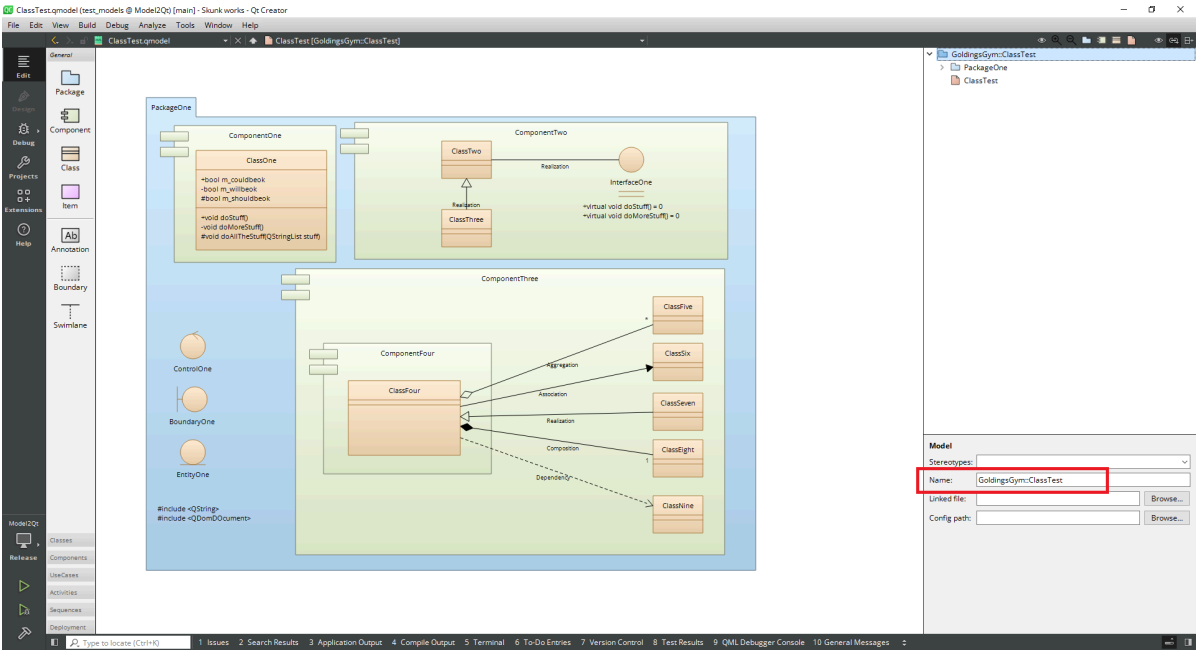 ClassTest.qmodel (test_models @ Model2Qt) [main] - Skunk works - Qt Creator
File Edit View Build Debug Analyze Tools Window Help
ClassTest.qmodel
ClassTest [GoldingsGym::ClassTest]
Edit
Design
Debug
Projects
Extensions
Help
Model2Qt
Release
General
Package
Component
Class
Item
Ab
Annotation
Boundary
Swimlane
Classes
Components
UseCases
Activities
Sequences
Deployment
PackageOne
ComponentOne
ClassOne
+bool m_couldbeok
-bool m_willbeok
#bool m_shouldbeok
+void doStuff()
-void doMoreStuff()
#void doAllTheStuff(QStringList stuff)
ComponentTwo
ClassTwo
Realization
InterfaceOne
+virtual void doStuff() = 0
+virtual void doMoreStuff() = 0
Realization
ClassThree
ComponentThree
ComponentFour
ClassFour
ClassFive
*
Aggregation
ClassSix
Association
ClassSeven
Realization
ClassEight
1
Composition
ClassNine
Dependency
ControlOne
BoundaryOne
EntityOne
#include <QString>
#include <QDomDOcument>
GoldingsGym::ClassTest
PackageOne
ClassTest
Model
Stereotypes:
Name: GoldingsGym::ClassTest
Linked file: Browse...
Config path: Browse...
Type to locate (Ctrl+K)
1 Issues 2 Search Results 3 Application Output 4 Compile Output 5 Terminal 6 To-Do Entries 7 Version Control 8 Test Results 9 QML Debugger Console 10 General Messages